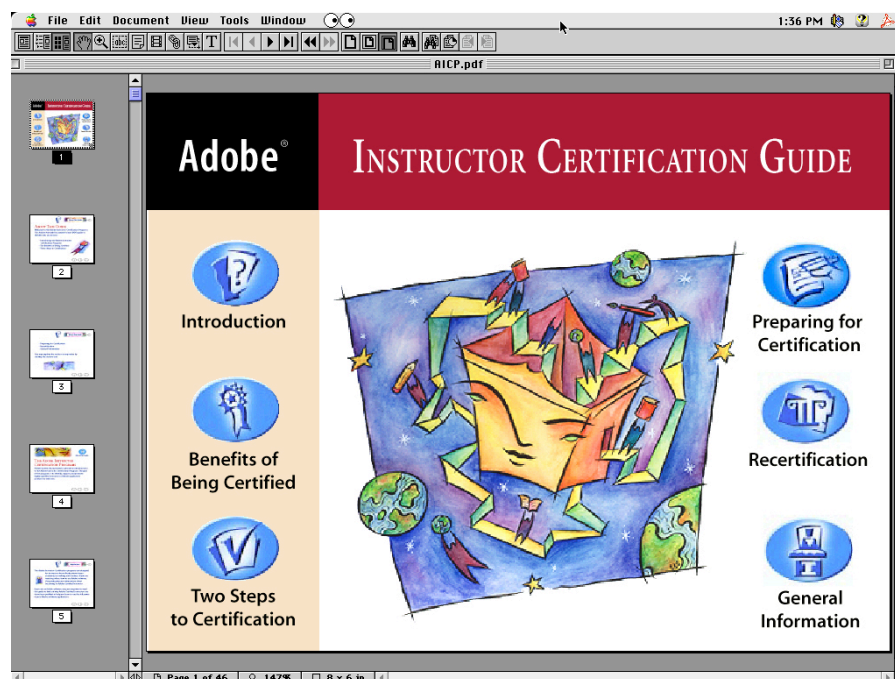 File Edit Document View Tools Window
1:36 PM
AICP.pdf
1
2
3
4
5
Adobe®
INSTRUCTOR CERTIFICATION GUIDE
Introduction
Benefits of
Being Certified
Two Steps
to Certification
Preparing for
Certification
Recertification
General
Information
Page 1 of 46
147%
8 x 6 in